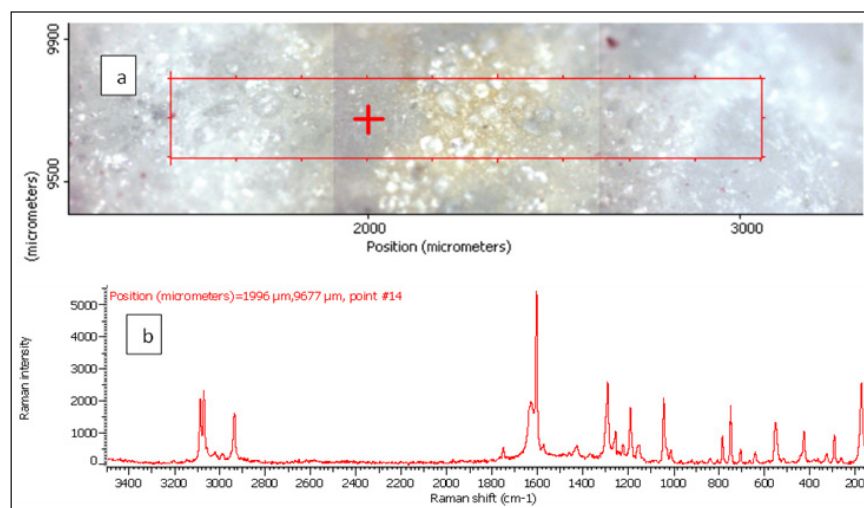 9900
a
9500
(micrometers)
2000
3000
Position (micrometers)
Position (micrometers)=1996 µm,9677 µm, point #14
b
5000
4000
3000
2000
1000
0
Raman intensity
3400 3200 3000 2800 2600 2400 2200 2000 1800 1600 1400 1200 1000 800 600 400 200
Raman shift (cm-1)